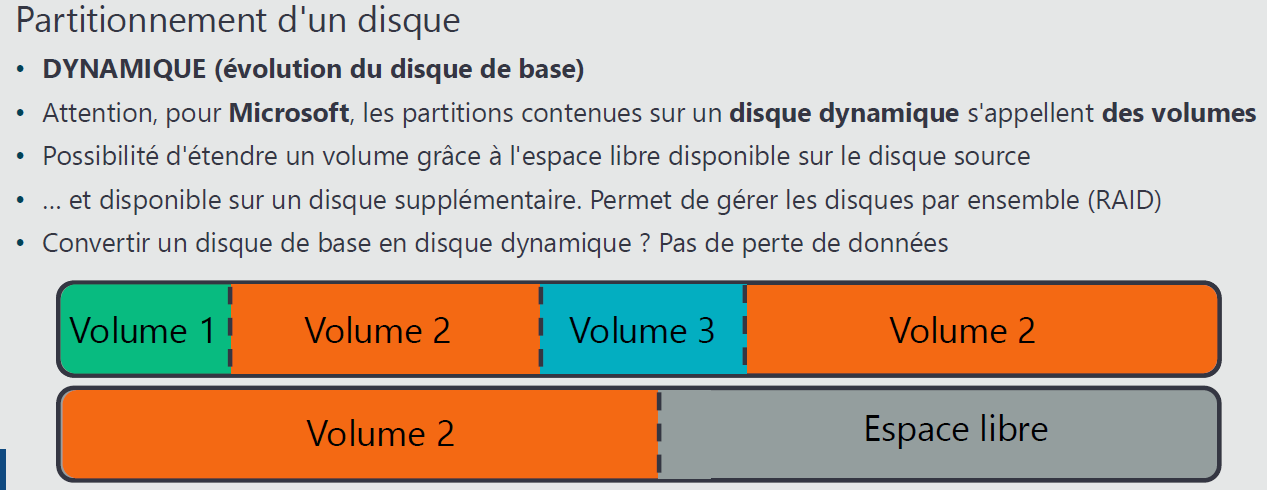 Partitionnement d'un disque
• DYNAMIQUE (évolution du disque de base)
• Attention, pour Microsoft, les partitions contenues sur un disque dynamique s'appellent des volumes
• Possibilité d'étendre un volume grâce à l'espace libre disponible sur le disque source
• ... et disponible sur un disque supplémentaire. Permet de gérer les disques par ensemble (RAID)
• Convertir un disque de base en disque dynamique ? Pas de perte de données
Volume 1 Volume 2 Volume 3 Volume 2
Volume 2 Espace libre